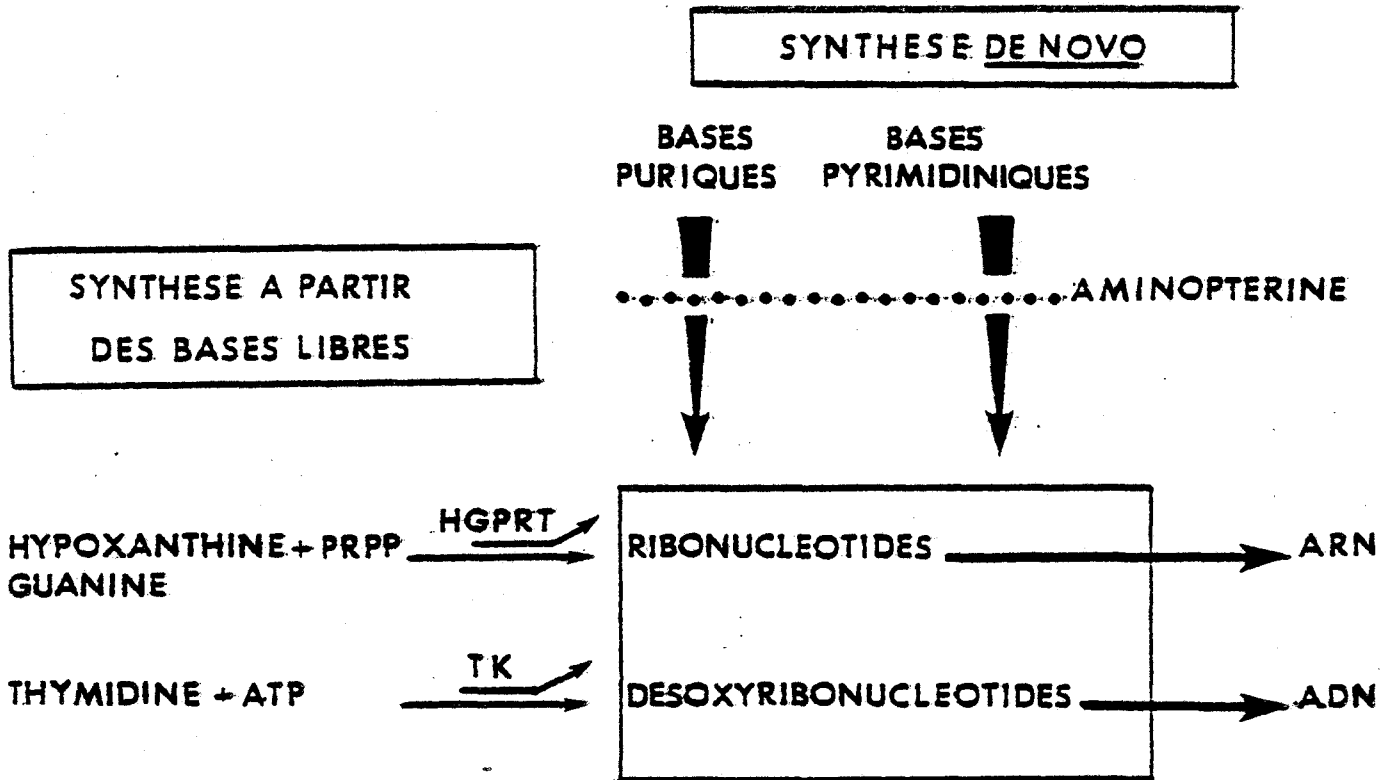 SYNTHESE DE NOVO
BASES
PURIQUES
BASES
PYRIMIDINIQUES
SYNTHESE A PARTIR
DES BASES LIBRES
AMINOPTERINE
HGPRT
HYPOXANTHINE + PRPP
GUANINE
RIBONUCLEOTIDES
ARN
TK
THYMIDINE + ATP
DESOXYRIBONUCLEOTIDES
ADN